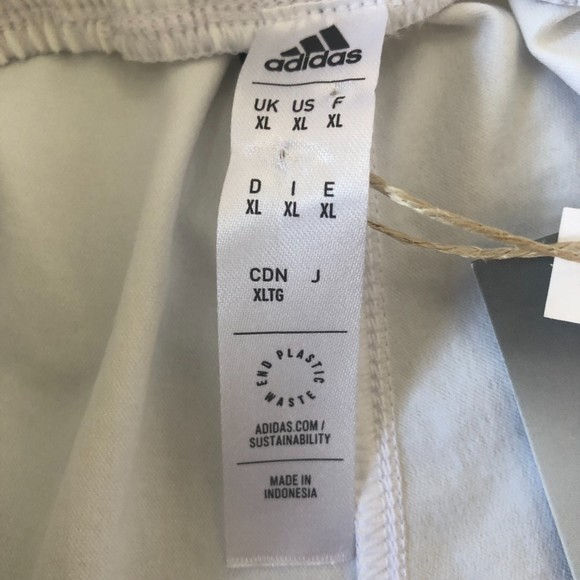 adidas
UK US F
XL XL XL
D I E
XL XL XL
CDN J
XLTG
END PLASTIC WASTE
ADIDAS.COM/
SUSTAINABILITY
MADE IN
INDONESIA